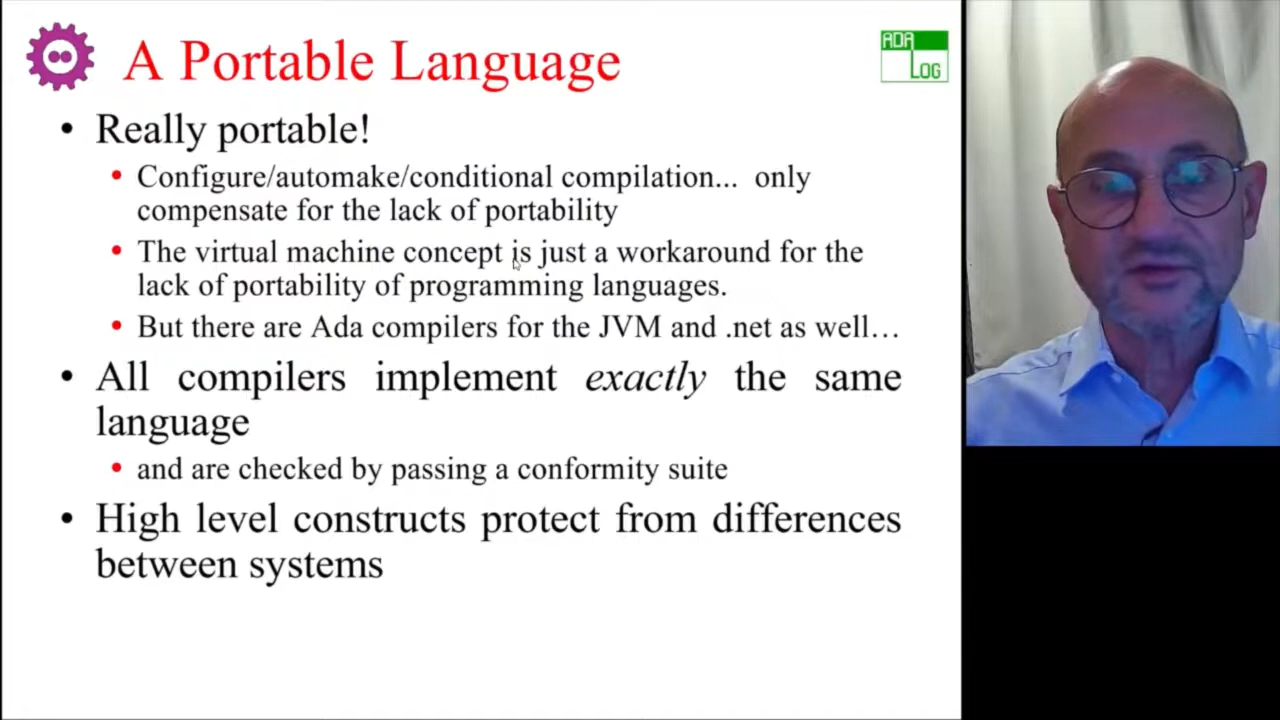 A Portable Language
ADA
LOG
• Really portable!
• Configure/automake/conditional compilation... only
compensate for the lack of portability
• The virtual machine concept is just a workaround for the
lack of portability of programming languages.
• But there are Ada compilers for the JVM and .net as well…
• All compilers implement exactly the same
language
• and are checked by passing a conformity suite
• High level constructs protect from differences
between systems